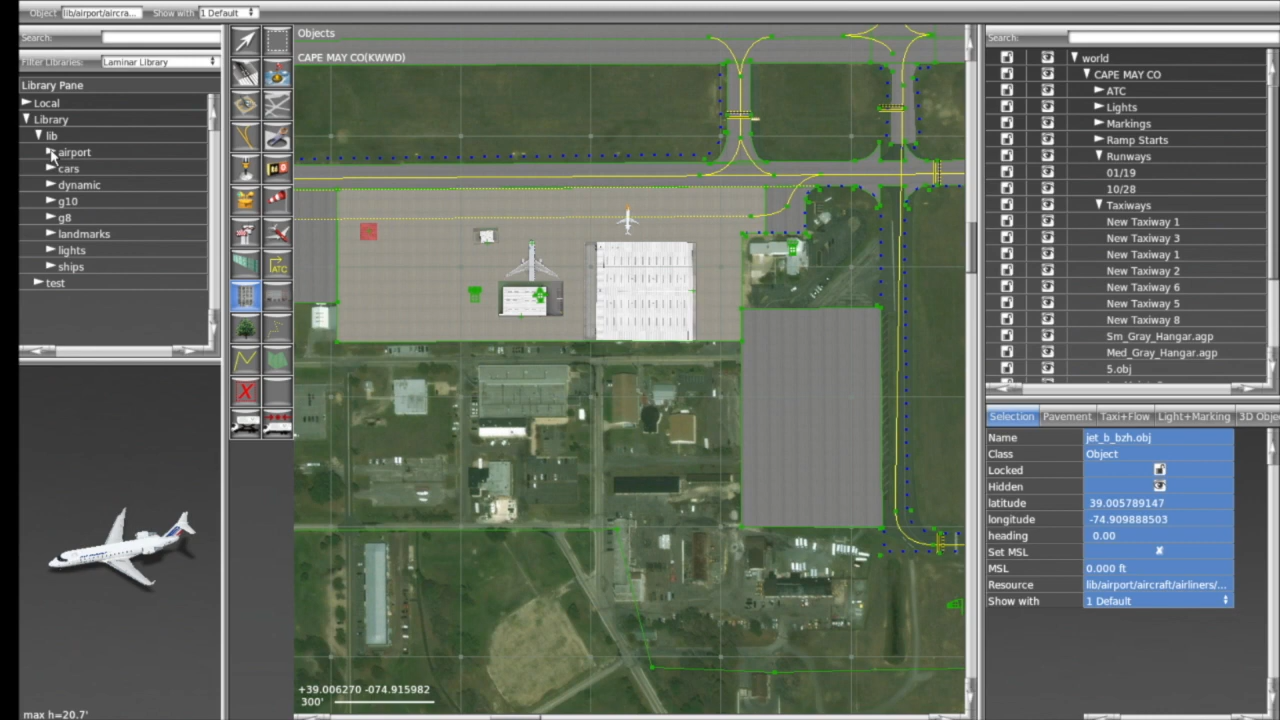 Object lib/airport/aircra... Show with 1 Default
Search:
Filter Libraries: Laminar Library
Library Pane
Local
Library
lib
airport
cars
dynamic
g10
g8
landmarks
lights
ships
test
max h=20.7'
ATC
Objects
CAPE MAY CO(KWWD)
+39.006270 -074.915982
300'
Search:
world
CAPE MAY CO
ATC
Lights
Markings
Ramp Starts
Runways
01/19
10/28
Taxiways
New Taxiway 1
New Taxiway 3
New Taxiway 1
New Taxiway 2
New Taxiway 6
New Taxiway 5
New Taxiway 8
Sm_Gray_Hangar.agp
Med_Gray_Hangar.agp
5.obj
Selection Pavement Taxi+Flow Light+Marking 3D Obje
Name jet_b_bzh.obj
Class Object
Locked
Hidden
latitude 39.005789147
longitude -74.909888503
heading 0.00
Set MSL
MSL 0.000 ft
Resource lib/airport/aircraft/airliners/...
Show with 1 Default